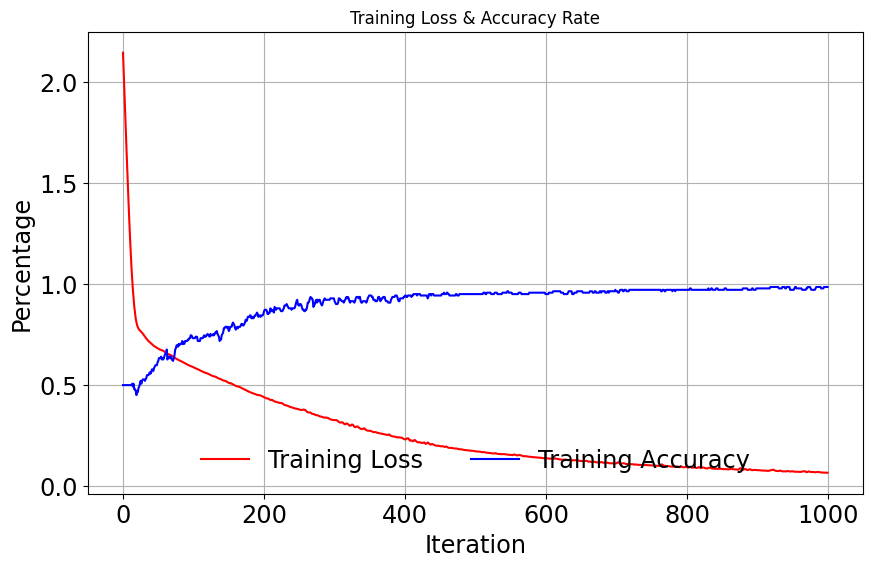 Training Loss & Accuracy Rate
Percentage
2.0
1.5
1.0
0.5
0.0
Training Loss
Training Accuracy
0 200 400 600 800 1000
Iteration